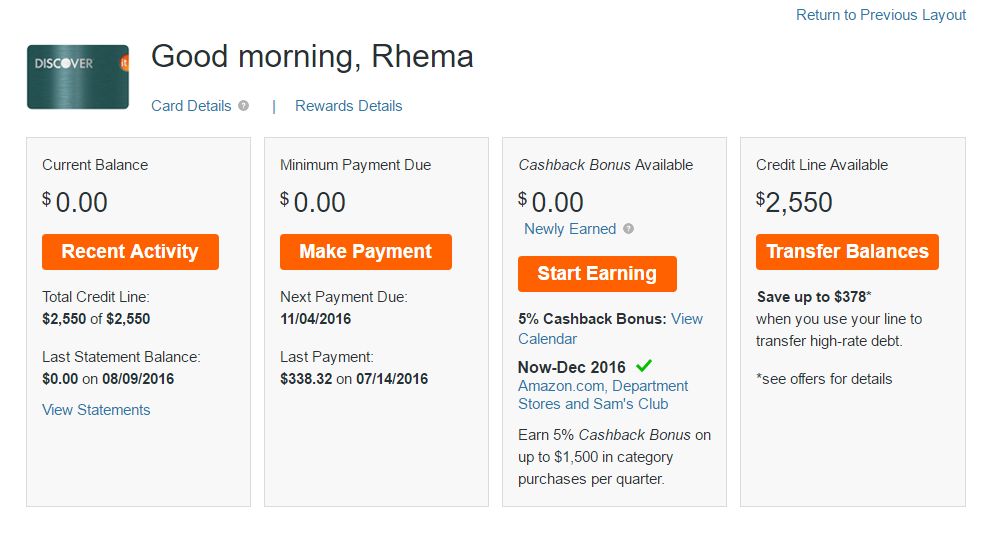 Return to Previous Layout
DISCOVER it
Good morning, Rhema
Card Details ? | Rewards Details
Current Balance
$ 0.00
Recent Activity
Total Credit Line:
$2,550 of $2,550
Last Statement Balance:
$0.00 on 08/09/2016
View Statements
Minimum Payment Due
$ 0.00
Make Payment
Next Payment Due:
11/04/2016
Last Payment:
$338.32 on 07/14/2016
Cashback Bonus Available
$ 0.00
Newly Earned ?
Start Earning
5% Cashback Bonus: View
Calendar
Now-Dec 2016
Amazon.com, Department
Stores and Sam's Club
Earn 5% Cashback Bonus on
up to $1,500 in category
purchases per quarter.
Credit Line Available
$2,550
Transfer Balances
Save up to $378*
when you use your line to
transfer high-rate debt.
*see offers for details